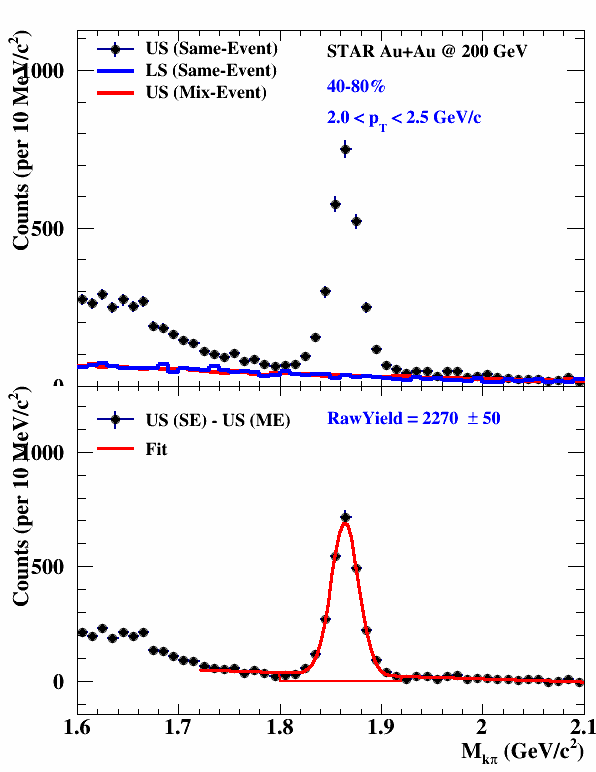 US (Same-Event)
LS (Same-Event)
US (Mix-Event)
STAR Au+Au @ 200 GeV
40-80%
2.0 < p_T < 2.5 GeV/c
Counts (per 10 MeV/c²)
1000
500
0
US (SE) - US (ME)
Fit
RawYield = 2270 ± 50
Counts (per 10 MeV/c²)
1000
500
0
1.6 1.7 1.8 1.9 2 2.1
M_kπ (GeV/c²)